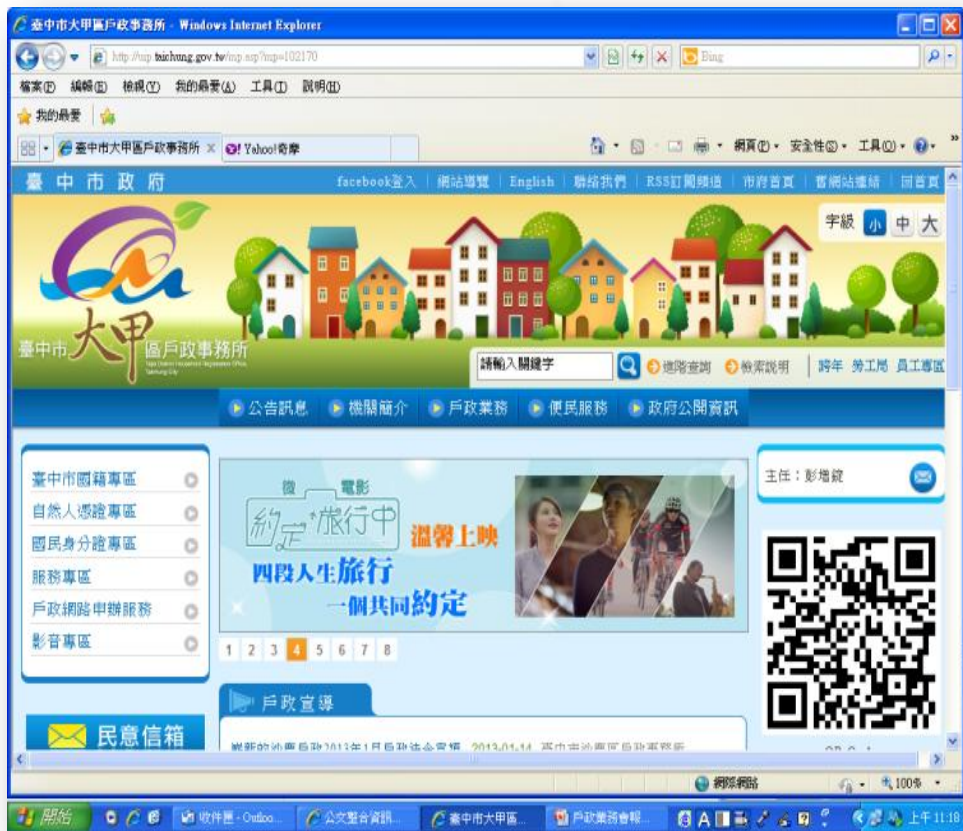 臺中市大甲區戶政事務所 - Windows Internet Explorer
http://mp.taichung.gov.tw/mp.asp?mp=102170
Bing
檔案(F) 編輯(E) 檢視(V) 我的最愛(A) 工具(T) 說明(H)
我的最愛
臺中市大甲區戶政事務所 Yahoo!奇摩
網頁(P) 安全性(S) 工具(O)
臺中市政府
facebook登入 網站導覽 English 聯絡我們 RSS訂閱頻道 市府首頁 舊網站連結 回首頁
字級 小 中 大
臺中市大甲區戶政事務所
請輸入關鍵字 進階查詢 檢索說明 跨年 勞工局 員工專區
公告訊息 機關簡介 戶政業務 便民服務 政府公開資訊
臺中市國籍專區
自然人憑證專區
國民身分證專區
服務專區
戶政網路申辦服務
影音專區
民意信箱
微電影
約定旅行中
溫馨上映
四段人生旅行
一個共同約定
1 2 3 4 5 6 7 8
戶政宣導
2013-01-14
主任：彭增
網際網路 100%
開始 收件匣 - Outloo... 公文整合資訊... 臺中市大甲區... 戶政業務會報... 上午 11:18